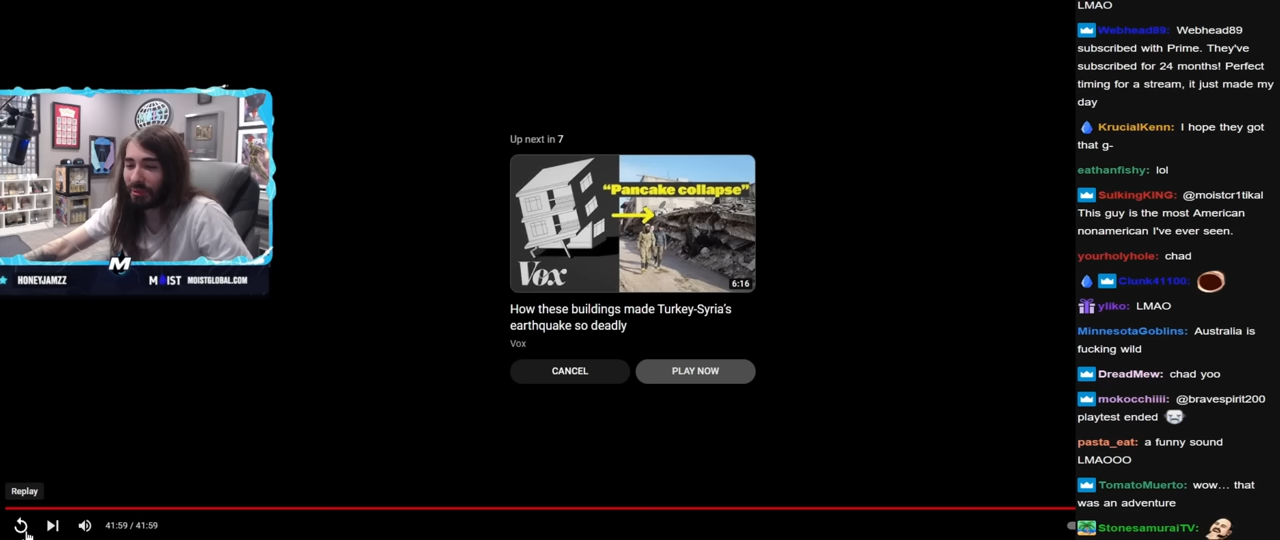 Up next in 7
"Pancake collapse"
Vox
6:16
How these buildings made Turkey-Syria's
earthquake so deadly
Vox
CANCEL
PLAY NOW
M
HONEYJAMZZ
M IST
MOISTGLOBAL.COM
Replay
41:59 / 41:59
LMAO
Webhead89: Webhead89
subscribed with Prime. They've
subscribed for 24 months! Perfect
timing for a stream, it just made my
day
KrucialKenn: I hope they got
that g-
eathanfishy: lol
SulkingKING: @moistcr1tikal
This guy is the most American
nonamerican I've ever seen.
yourholyhole: chad
Clunk41100:
yliko: LMAO
MinnesotaGoblins: Australia is
fucking wild
DreadMew: chad yoo
mokocchiiii: @bravespirit200
playtest ended
pasta_eat: a funny sound
LMAOOO
TomatoMuerto: wow... that
was an adventure
StonesamuraiTV: